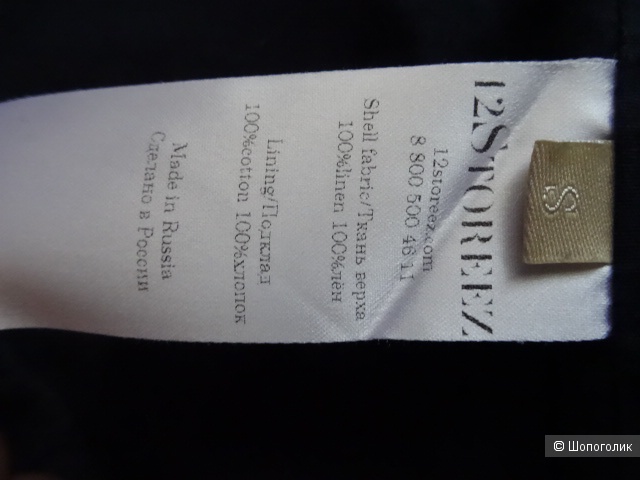 12STOREEZ
12storeez.com
8 800 500 46 11
Shell fabric/Ткань верха
100%linen 100%лён
Lining/Подклад
100%cotton 100%хлопок
Made in Russia
Сделано в России
S
© Шопоголик